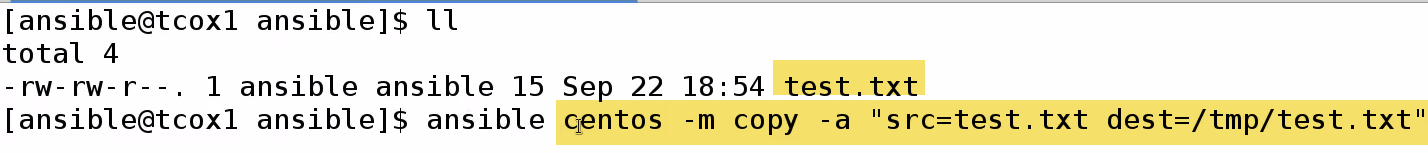 [ansible@tcox1 ansible]$ ll
total 4
-rw-rw-r--. 1 ansible ansible 15 Sep 22 18:54 test.txt
[ansible@tcox1 ansible]$ ansible centos -m copy -a "src=test.txt dest=/tmp/test.txt"